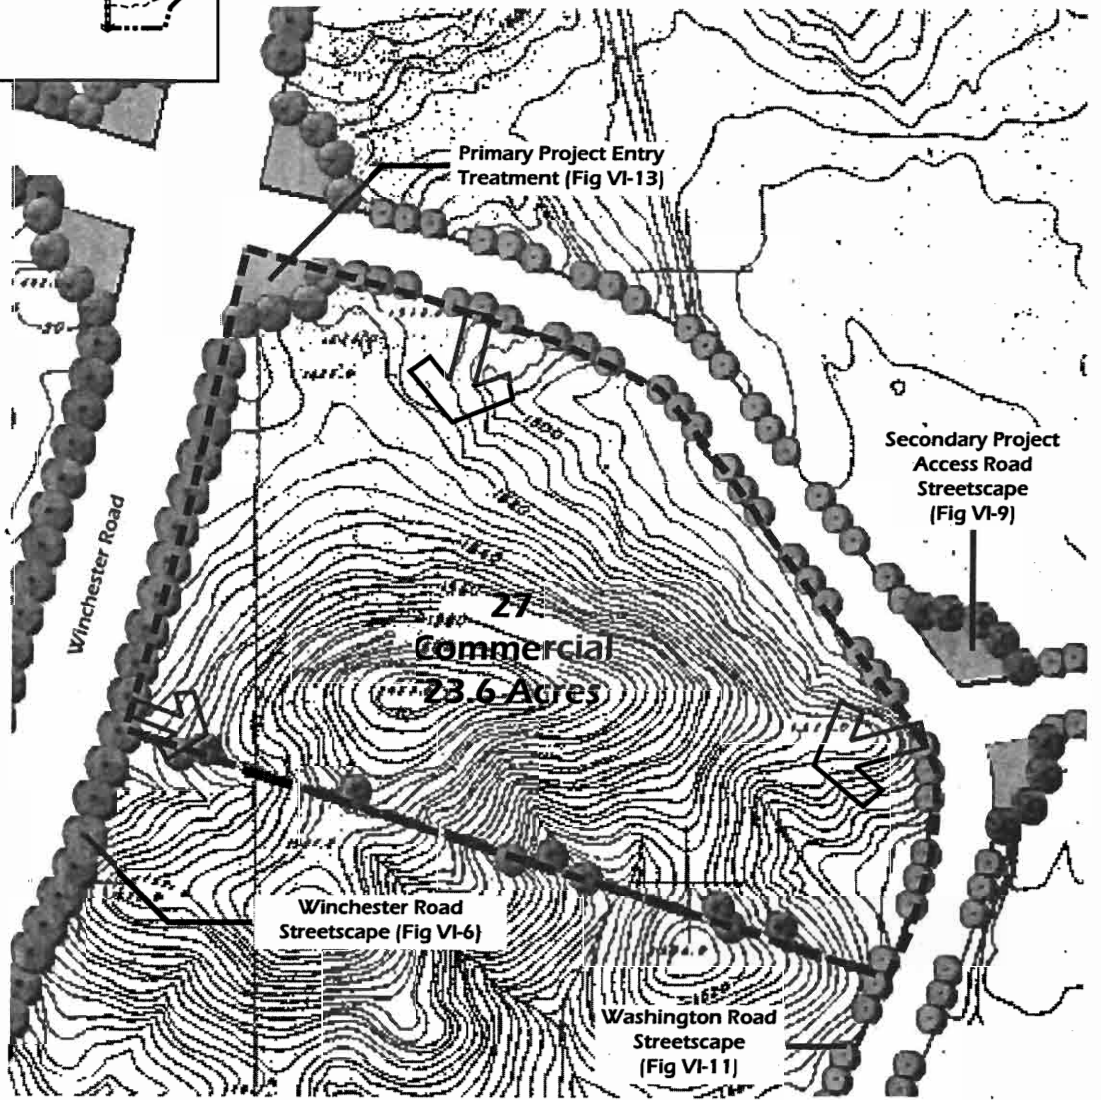 Primary Project Entry
Treatment (Fig VI-13)
1500
Secondary Project
Access Road
Streetscape
(Fig VI-9)
Winchester Road
27
Commercial
23.6 Acres
Winchester Road
Streetscape (Fig VI-6)
Washington Road
Streetscape
(Fig VI-11)